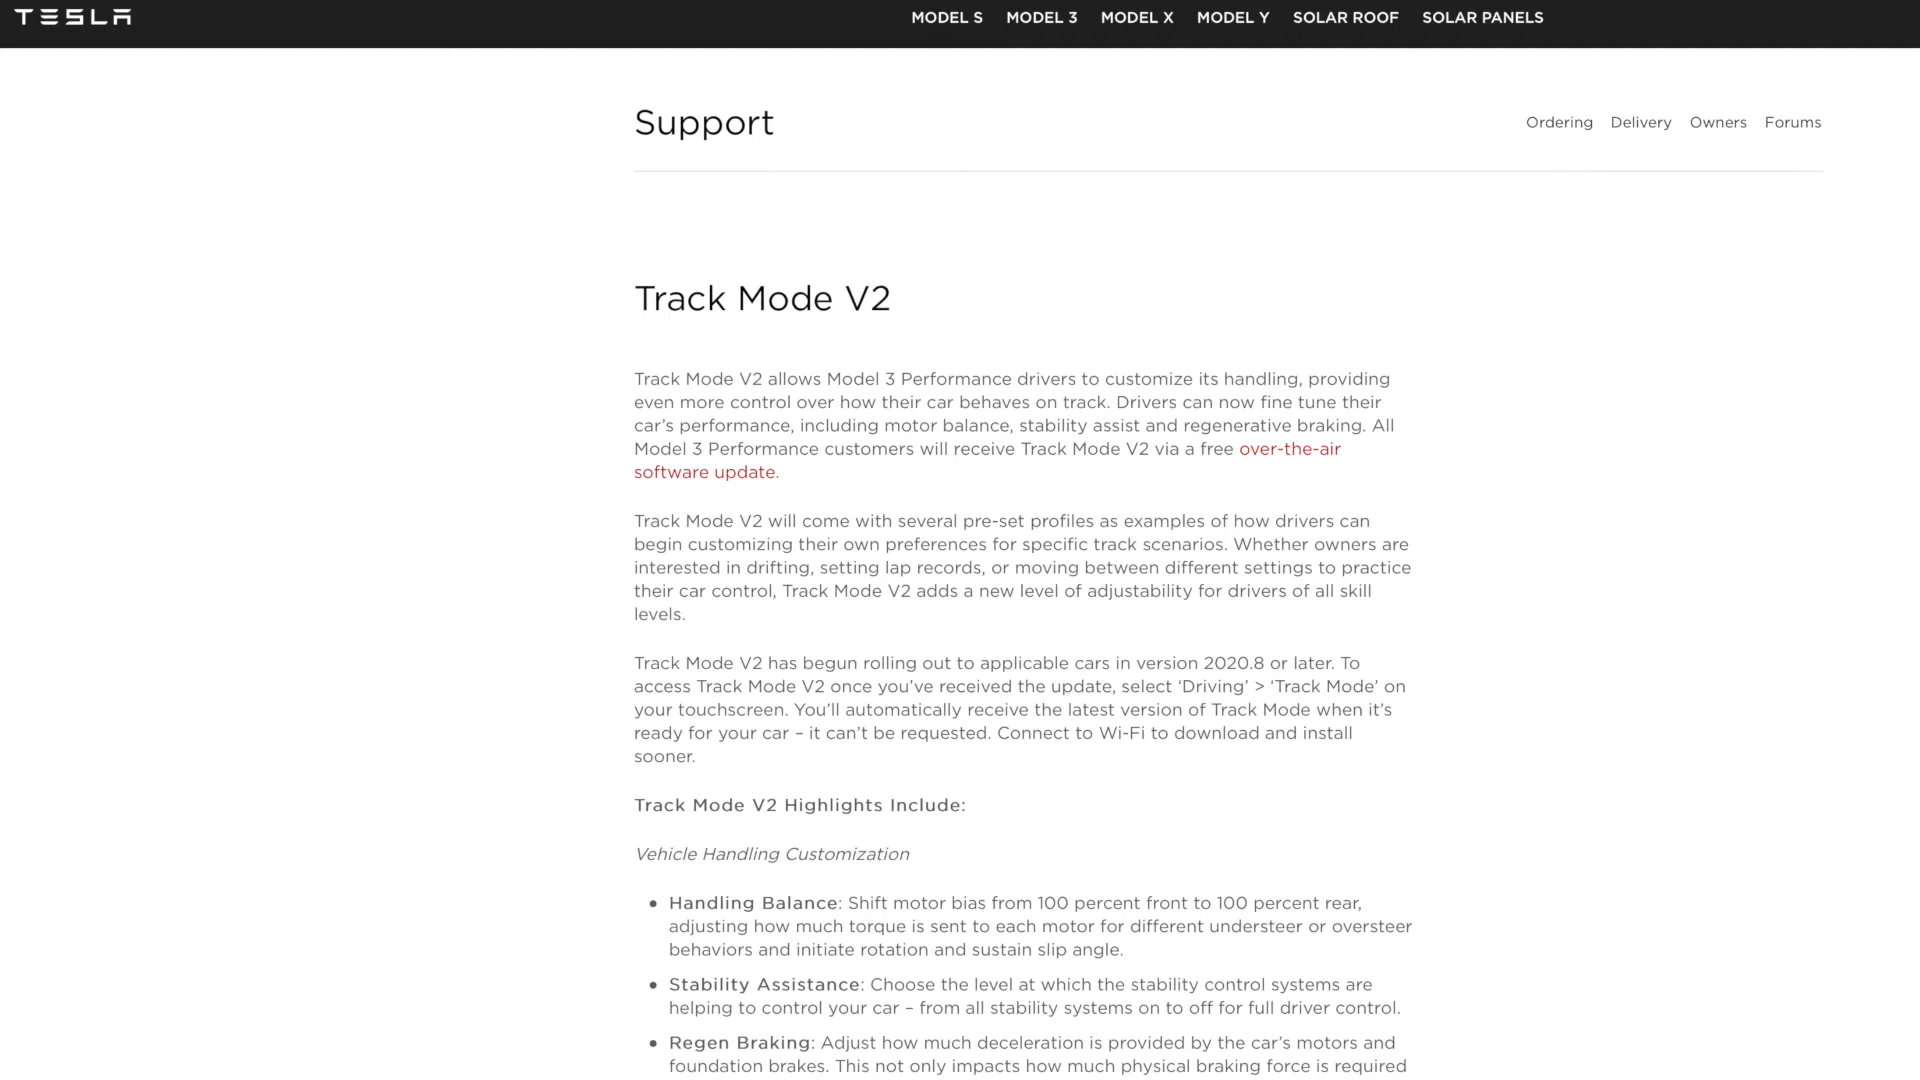 TESLA
MODEL S MODEL 3 MODEL X MODEL Y SOLAR ROOF SOLAR PANELS
Support
Ordering Delivery Owners Forums
Track Mode V2
Track Mode V2 allows Model 3 Performance drivers to customize its handling, providing
even more control over how their car behaves on track. Drivers can now fine tune their
car’s performance, including motor balance, stability assist and regenerative braking. All
Model 3 Performance customers will receive Track Mode V2 via a free over-the-air
software update.
Track Mode V2 will come with several pre-set profiles as examples of how drivers can
begin customizing their own preferences for specific track scenarios. Whether owners are
interested in drifting, setting lap records, or moving between different settings to practice
their car control, Track Mode V2 adds a new level of adjustability for drivers of all skill
levels.
Track Mode V2 has begun rolling out to applicable cars in version 2020.8 or later. To
access Track Mode V2 once you’ve received the update, select ‘Driving’ > ‘Track Mode’ on
your touchscreen. You’ll automatically receive the latest version of Track Mode when it’s
ready for your car – it can’t be requested. Connect to Wi-Fi to download and install
sooner.
Track Mode V2 Highlights Include:
Vehicle Handling Customization
• Handling Balance: Shift motor bias from 100 percent front to 100 percent rear,
adjusting how much torque is sent to each motor for different understeer or oversteer
behaviors and initiate rotation and sustain slip angle.
• Stability Assistance: Choose the level at which the stability control systems are
helping to control your car – from all stability systems on to off for full driver control.
• Regen Braking: Adjust how much deceleration is provided by the car’s motors and
foundation brakes. This not only impacts how much physical braking force is required